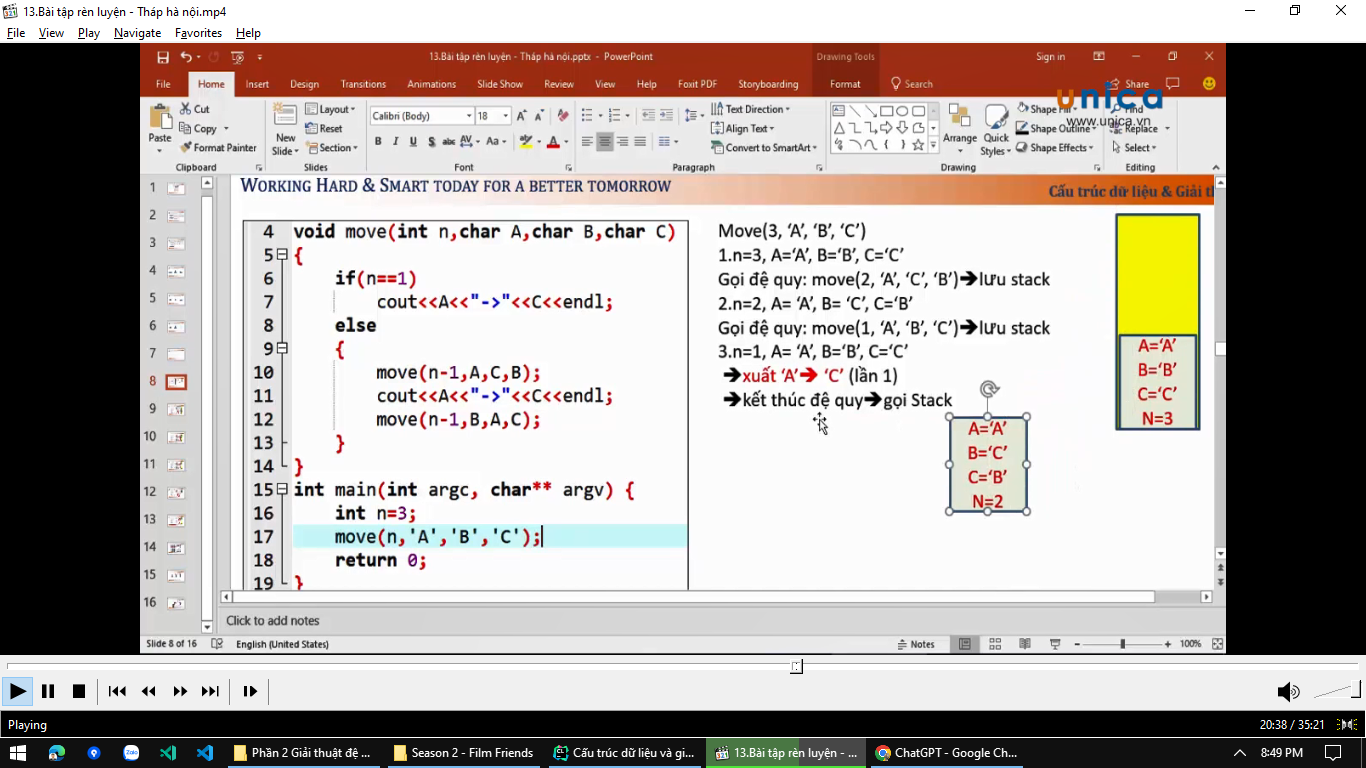 13.Bài tập rèn luyện - Tháp hà nội.mp4
File View Play Navigate Favorites Help
13.Bài tập rèn luyện - Tháp hà nội.pptx - PowerPoint
Drawing Tools
Sign in
File Home Insert Design Transitions Animations Slide Show Review View Help Foxit PDF Storyboarding Format Search Share
unica
www.unica.vn
Paste
Cut
Copy
Format Painter
Clipboard
New Slide
Layout
Reset
Section
Slides
Calibri (Body) 18
B I U S abc AV Aa A
Font
Text Direction
Align Text
Convert to SmartArt
Paragraph
Arrange
Quick Styles
Shape Fill
Shape Outline
Shape Effects
Drawing
Find
Replace
Select
Editing
1
2
3
4
5
6
7
8
9
10
11
12
13
14
15
16
WORKING HARD & SMART TODAY FOR A BETTER TOMORROW
Cấu trúc dữ liệu & Giải th
4 void move(int n,char A,char B,char C)
5 {
6 if(n==1)
7 cout<<A<<"->"<<C<<endl;
8 else
9 {
10 move(n-1,A,C,B);
11 cout<<A<<"->"<<C<<endl;
12 move(n-1,B,A,C);
13 }
14 }
15 int main(int argc, char** argv) {
16 int n=3;
17 move(n,'A','B','C');
18 return 0;
19 }
Move(3, ‘A’, ‘B’, ‘C’)
1.n=3, A=‘A’, B=‘B’, C=‘C’
Gọi đệ quy: move(2, ‘A’, ‘C’, ‘B’)➔lưu stack
2.n=2, A= ‘A’, B= ‘C’, C=‘B’
Gọi đệ quy: move(1, ‘A’, ‘B’, ‘C’)➔lưu stack
3.n=1, A= ‘A’, B=‘B’, C=‘C’
➔xuất ‘A’➔ ‘C’ (lần 1)
➔kết thúc đệ quy➔gọi Stack
A=‘A’
B=‘C’
C=‘B’
N=2
A=‘A’
B=‘B’
C=‘C’
N=3
Click to add notes
Slide 8 of 16 English (United States) Notes 100%
Playing
20:38 / 35:21
Zalo
Phần 2 Giải thuật đệ ...
Season 2 - Film Friends
Cấu trúc dữ liệu và gi...
13.Bài tập rèn luyện - ...
ChatGPT - Google Ch...
8:49 PM